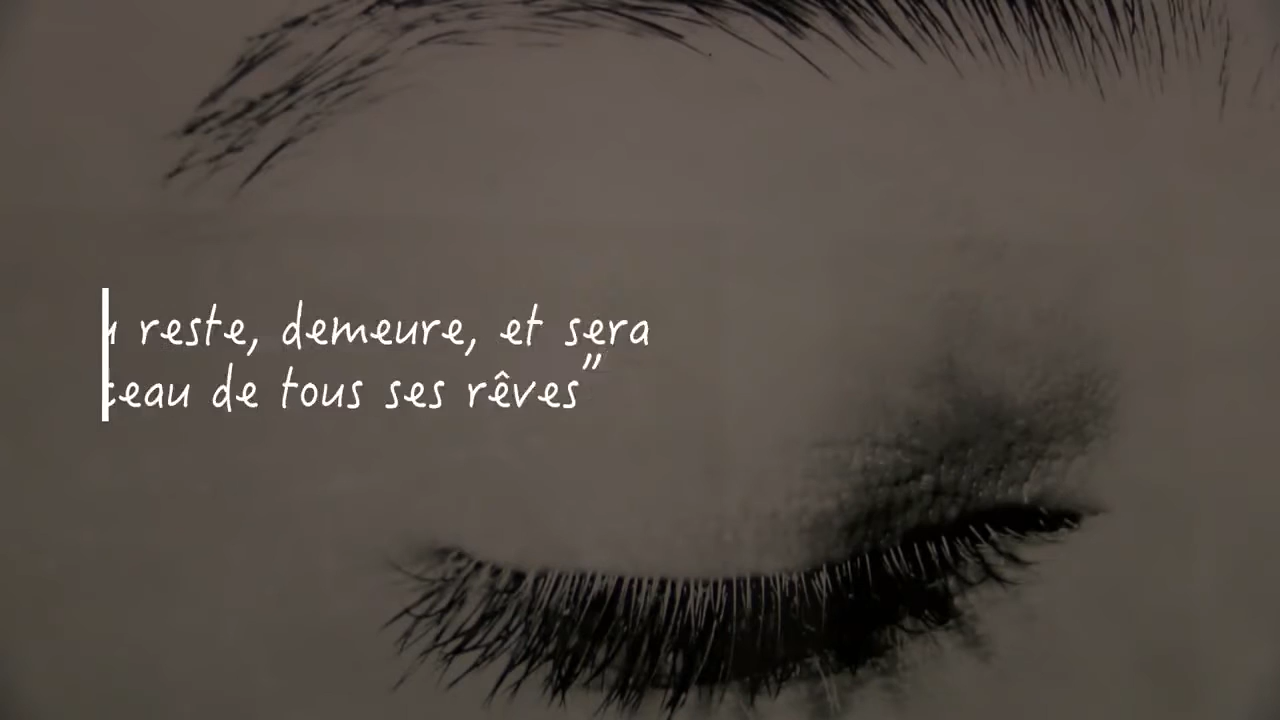 reste, demeure, et sera
de tous ses rêves”